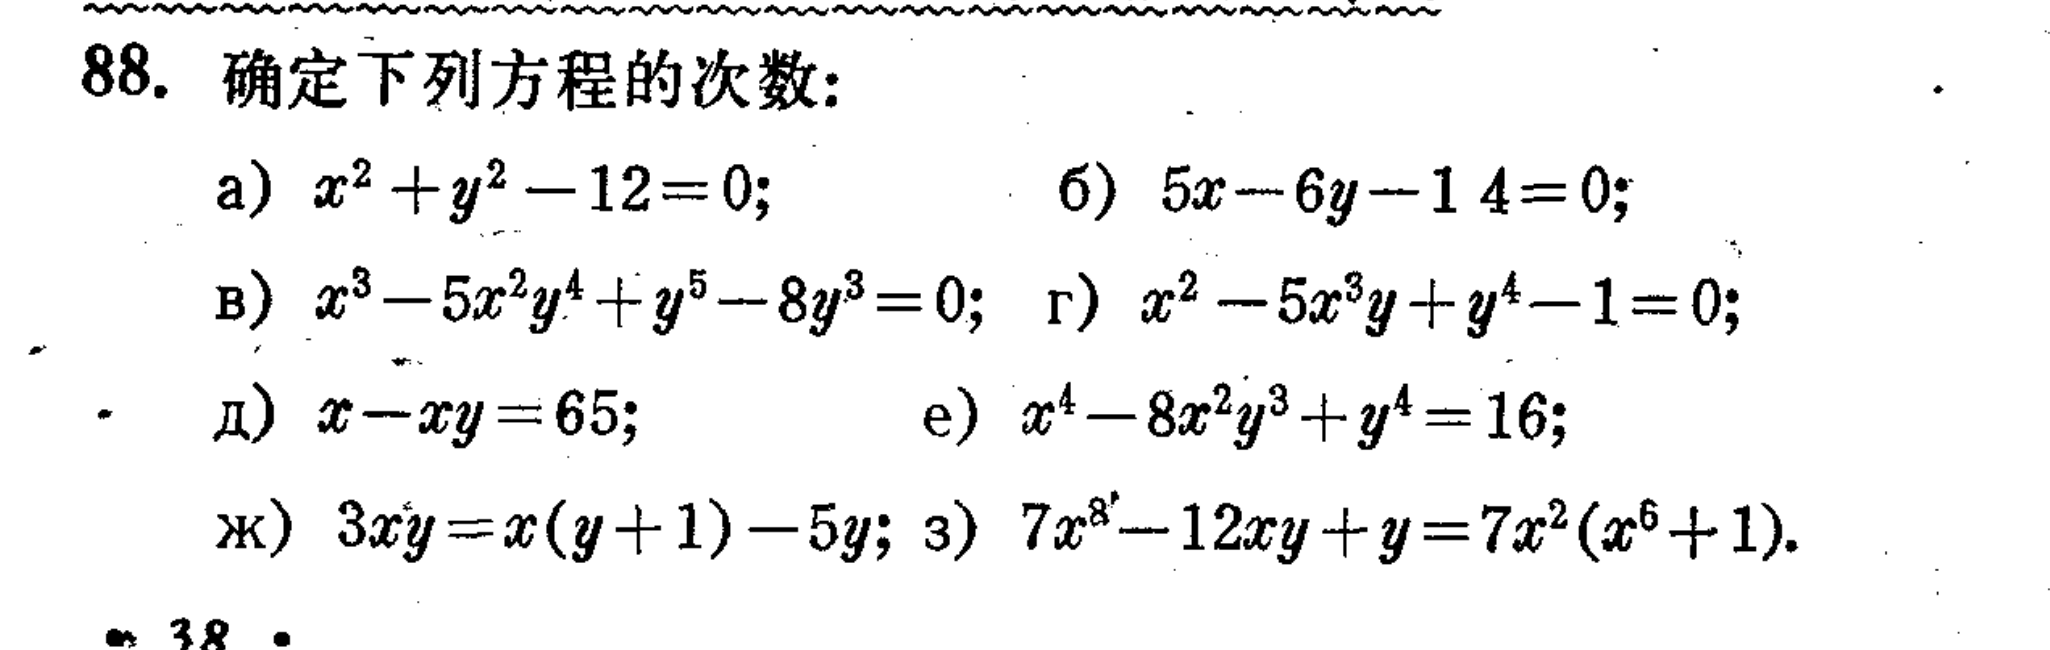 88. 确定下列方程的次数:
а) x² + y² − 12 = 0; б) 5x − 6y − 1 4 = 0;
в) x³ − 5x²y⁴ + y⁵ − 8y³ = 0; г) x² − 5x³y + y⁴ − 1 = 0;
д) x − xy = 65; е) x⁴ − 8x²y³ + y⁴ = 16;
ж) 3xy = x(y + 1) − 5y; з) 7x⁸ − 12xy + y = 7x²(x⁶ + 1).
• 38 •